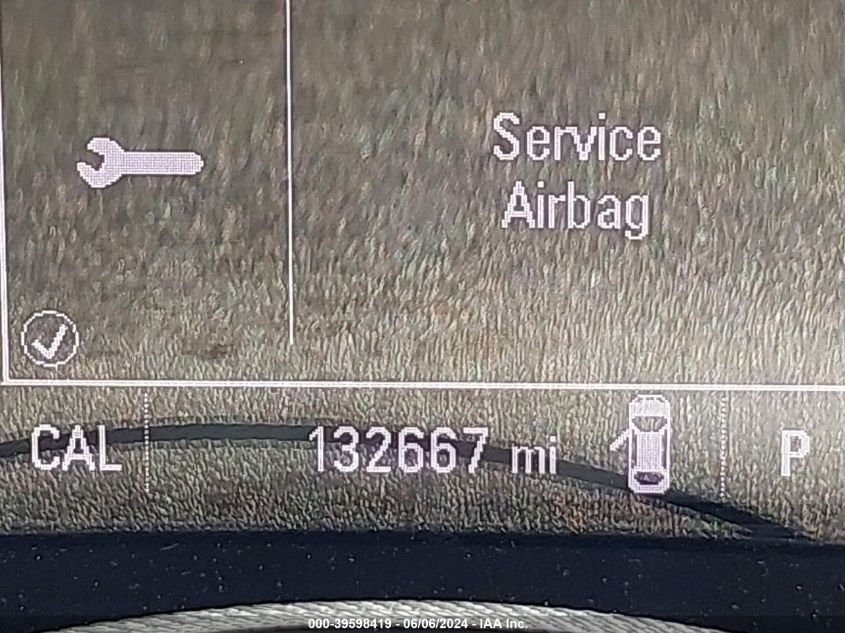 Service
Airbag
CAL 132667 mi P
000-39598419 - 06/06/2024 - IAA Inc.